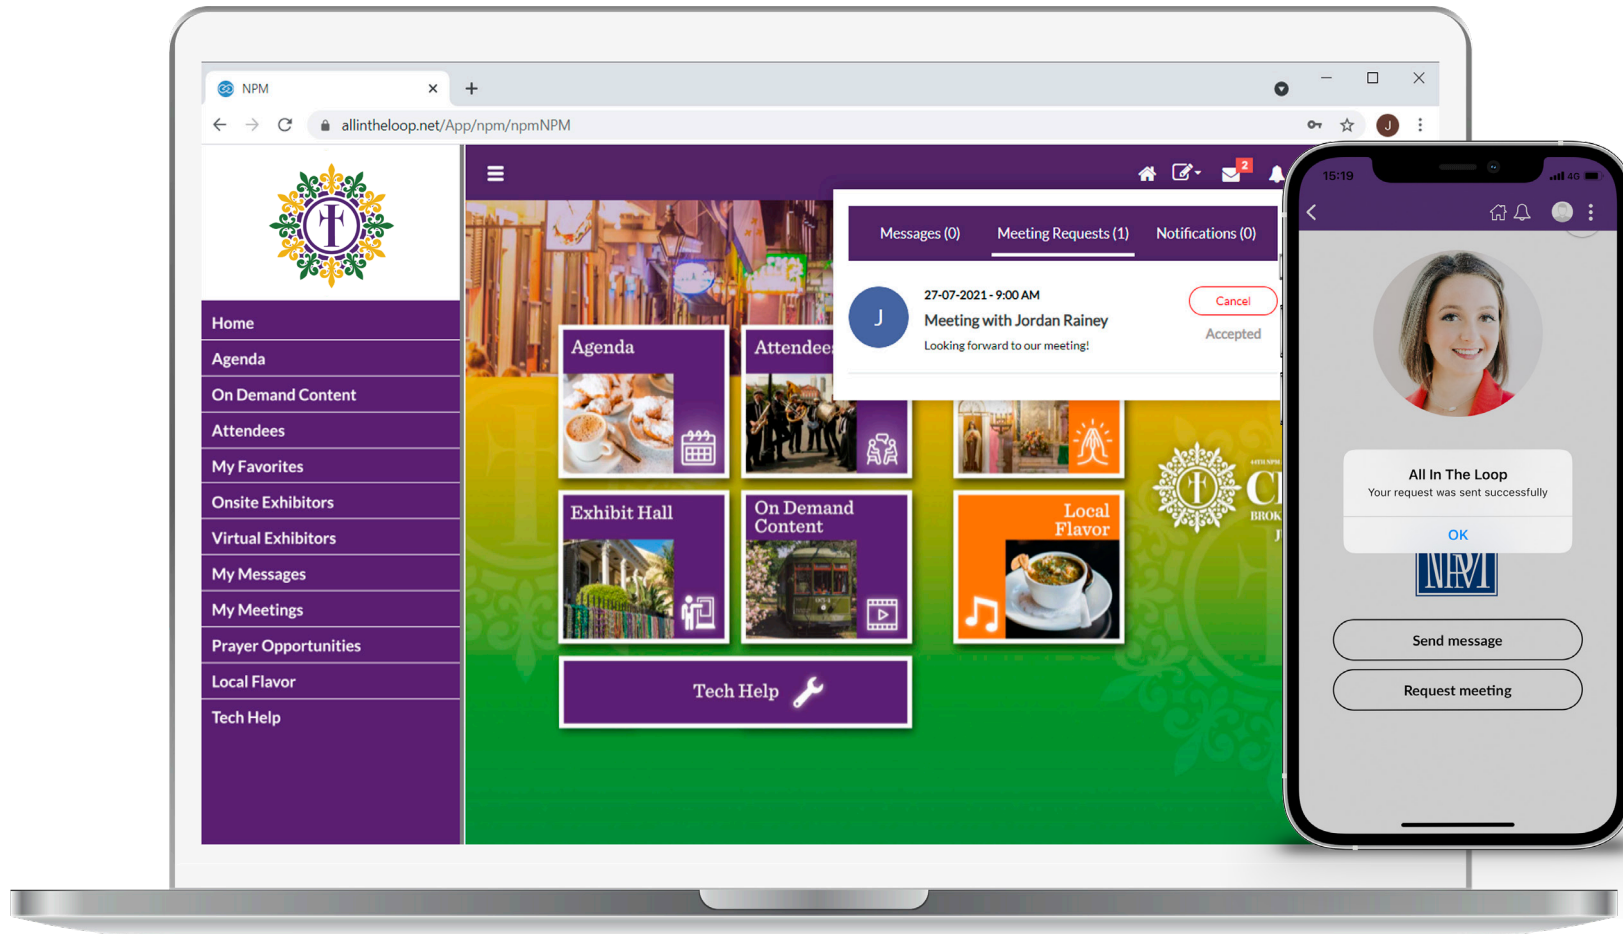 NPM
allintheloop.net/App/npm/npmNPM
J
2
Home
Agenda
On Demand Content
Attendees
My Favorites
Onsite Exhibitors
Virtual Exhibitors
My Messages
My Meetings
Prayer Opportunities
Local Flavor
Tech Help
Messages (0) Meeting Requests (1) Notifications (0)
J
27-07-2021 - 9:00 AM
Meeting with Jordan Rainey
Looking forward to our meeting!
Cancel
Accepted
Agenda
Attendee
Exhibit Hall
On Demand
Content
Local
Flavor
Tech Help
BROK
15:19
4G
All In The Loop
Your request was sent successfully
OK
NPM
Send message
Request meeting